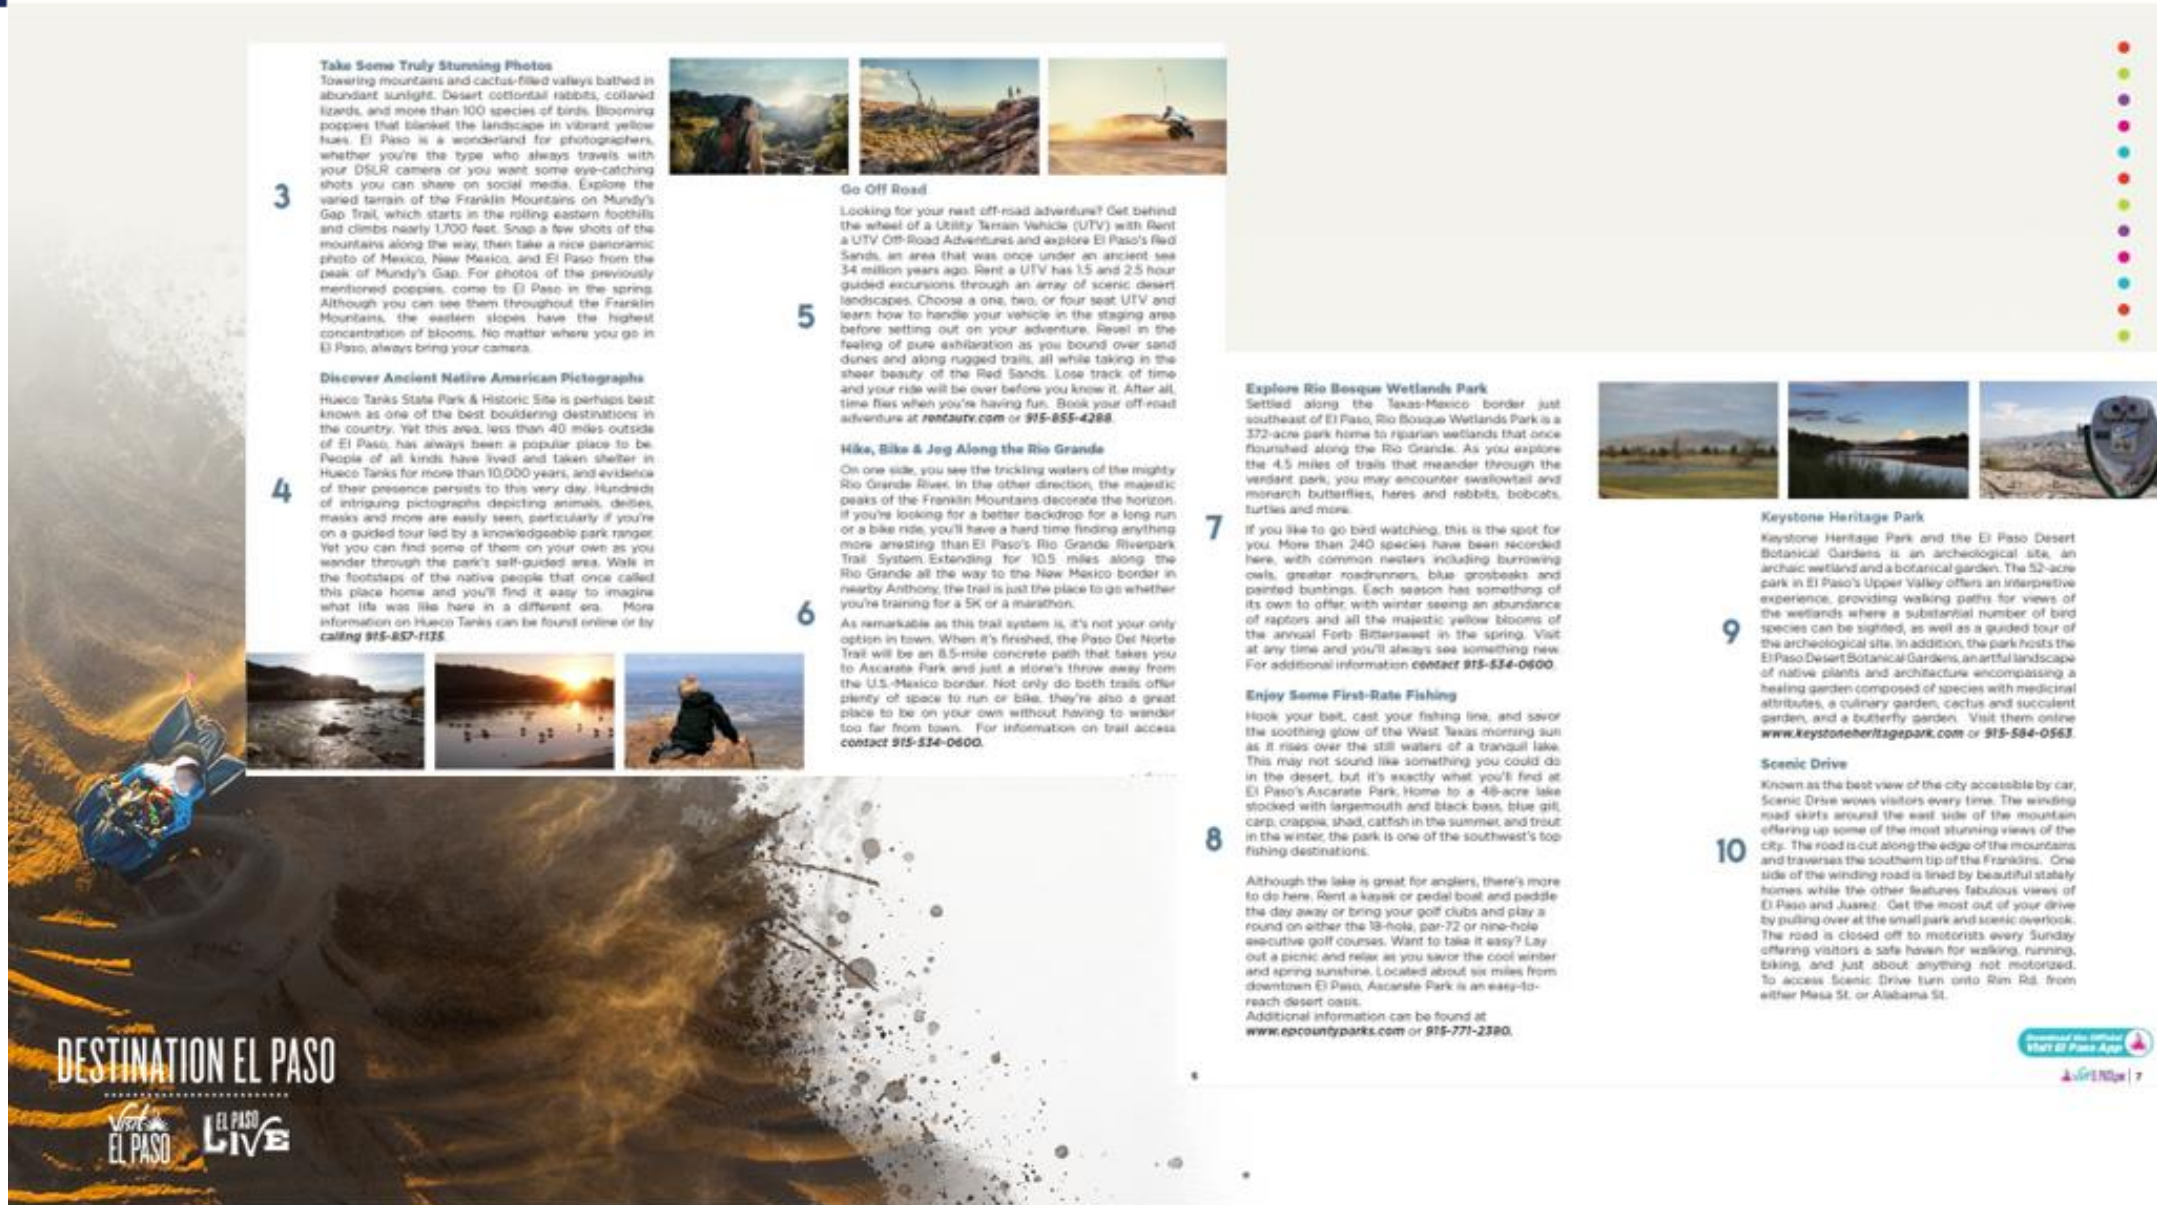 Take Some Truly Stunning Photos
Towering mountains and cactus-filled valleys bathed in
abundant sunlight. Desert cottontail rabbits, collared
lizards, and more than 100 species of birds. Blooming
poppies that blanket the landscape in vibrant yellow
hues. El Paso is a wonderland for photographers,
whether you're the type who always travels with
your DSLR camera or you want some eye-catching
shots you can share on social media. Explore the
3
varied terrain of the Franklin Mountains on Mundy's
Gap Trail, which starts in the rolling eastern foothills
and climbs nearly 1,700 feet. Snap a few shots of the
mountains along the way, then take a nice panoramic
photo of Mexico, New Mexico, and El Paso from the
peak of Mundy's Gap. For photos of the previously
mentioned poppies, come to El Paso in the spring.
Although you can see them throughout the Franklin
Mountains, the eastern slopes have the highest
concentration of blooms. No matter where you go in
El Paso, always bring your camera.
Discover Ancient Native American Pictographs
Hueco Tanks State Park & Historic Site is perhaps best
known as one of the best bouldering destinations in
the country. Yet this area, less than 40 miles outside
of El Paso, has always been a popular place to be.
People of all kinds have lived and taken shelter in
Hueco Tanks for more than 10,000 years, and evidence
4
of their presence persists to this very day. Hundreds
of intriguing pictographs depicting animals, deities,
masks and more are easily seen, particularly if you're
on a guided tour led by a knowledgeable park ranger.
Yet you can find some of them on your own as you
wander through the park's self-guided area. Walk in
the footsteps of the native people that once called
this place home and you'll find it easy to imagine
what life was like here in a different era. More
information on Hueco Tanks can be found online or by
calling 915-857-1135.
Go Off Road
Looking for your next off-road adventure? Get behind
the wheel of a Utility Terrain Vehicle (UTV) with Rent
a UTV Off-Road Adventures and explore El Paso's Red
Sands, an area that was once under an ancient sea
34 million years ago. Rent a UTV has 1.5 and 2.5 hour
guided excursions through an array of scenic desert
landscapes. Choose a one, two, or four seat UTV and
5
learn how to handle your vehicle in the staging area
before setting out on your adventure. Revel in the
feeling of pure exhilaration as you bound over sand
dunes and along rugged trails, all while taking in the
sheer beauty of the Red Sands. Lose track of time
and your ride will be over before you know it. After all,
time flies when you're having fun. Book your off-road
adventure at rentautv.com or 915-855-4288.
Hike, Bike & Jog Along the Rio Grande
On one side, you see the trickling waters of the mighty
Rio Grande River. In the other direction, the majestic
peaks of the Franklin Mountains decorate the horizon.
If you're looking for a better backdrop for a long run
or a bike ride, you'll have a hard time finding anything
more arresting than El Paso's Rio Grande Riverpark
Trail System. Extending for 10.5 miles along the
Rio Grande all the way to the New Mexico border in
nearby Anthony, the trail is just the place to go whether
you're training for a 5K or a marathon.
6
As remarkable as this trail system is, it's not your only
option in town. When it's finished, the Paso Del Norte
Trail will be an 8.5-mile concrete path that takes you
to Ascarate Park and just a stone's throw away from
the U.S.-Mexico border. Not only do both trails offer
plenty of space to run or bike, they're also a great
place to be on your own without having to wander
too far from town. For information on trail access
contact 915-534-0600.
Explore Rio Bosque Wetlands Park
Settled along the Texas-Mexico border just
southeast of El Paso, Rio Bosque Wetlands Park is a
372-acre park home to riparian wetlands that once
flourished along the Rio Grande. As you explore
the 4.5 miles of trails that meander through the
verdant park, you may encounter swallowtail and
monarch butterflies, hares and rabbits, bobcats,
turtles and more.
7
If you like to go bird watching, this is the spot for
you. More than 240 species have been recorded
here, with common nesters including burrowing
owls, greater roadrunners, blue grosbeaks and
painted buntings. Each season has something of
its own to offer, with winter seeing an abundance
of raptors and all the majestic yellow blooms of
the annual Forb Bittersweet in the spring. Visit
at any time and you'll always see something new.
For additional information contact 915-534-0600.
Enjoy Some First-Rate Fishing
Hook your bait, cast your fishing line, and savor
the soothing glow of the West Texas morning sun
as it rises over the still waters of a tranquil lake.
This may not sound like something you could do
in the desert, but it's exactly what you'll find at
El Paso's Ascarate Park. Home to a 48-acre lake
stocked with largemouth and black bass, blue gill,
carp, crappie, shad, catfish in the summer, and trout
8
in the winter, the park is one of the southwest's top
fishing destinations.
Although the lake is great for anglers, there's more
to do here. Rent a kayak or pedal boat and paddle
the day away or bring your golf clubs and play a
round on either the 18-hole, par-72 or nine-hole
executive golf courses. Want to take it easy? Lay
out a picnic and relax as you savor the cool winter
and spring sunshine. Located about six miles from
downtown El Paso, Ascarate Park is an easy-to-
reach desert oasis.
Additional information can be found at
www.epcountyparks.com or 915-771-2380.
Keystone Heritage Park
Keystone Heritage Park and the El Paso Desert
Botanical Gardens is an archeological site, an
archaic wetland and a botanical garden. The 52-acre
park in El Paso's Upper Valley offers an interpretive
experience, providing walking paths for views of
the wetlands where a substantial number of bird
9
species can be sighted, as well as a guided tour of
the archeological site. In addition, the park hosts the
El Paso Desert Botanical Gardens, an artful landscape
of native plants and architecture encompassing a
healing garden composed of species with medicinal
attributes, a culinary garden, cactus and succulent
garden, and a butterfly garden. Visit them online
www.keystoneheritagepark.com or 915-584-0563.
Scenic Drive
Known as the best view of the city accessible by car,
Scenic Drive wows visitors every time. The winding
road skirts around the east side of the mountain
offering up some of the most stunning views of the
10
city. The road is cut along the edge of the mountains
and traverses the southern tip of the Franklins. One
side of the winding road is lined by beautiful stately
homes while the other features fabulous views of
El Paso and Juarez. Get the most out of your drive
by pulling over at the small park and scenic overlook.
The road is closed off to motorists every Sunday
offering visitors a safe haven for walking, running,
biking, and just about anything not motorized.
To access Scenic Drive turn onto Rim Rd. from
either Mesa St. or Alabama St.
Download the Official
Visit El Paso App
6
| 7
DESTINATION EL PASO
Visit
EL PASO
EL PASO
LIVE